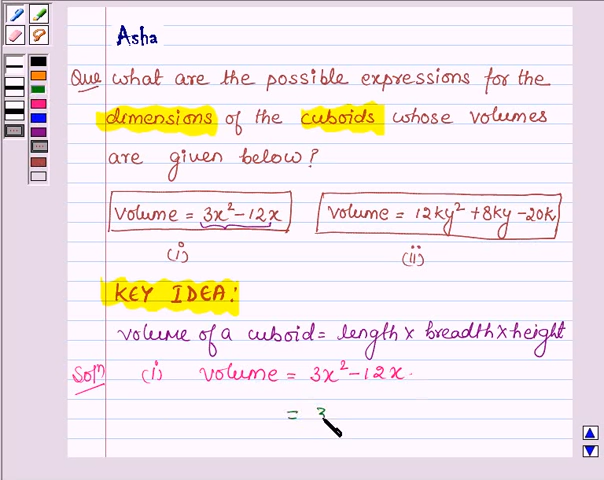 Asha
Que What are the possible expressions for the
dimensions of the cuboids whose volumes
are given below?
Volume = 3x² - 12x
Volume = 12ky² + 8ky - 20k
(i)
(ii)
KEY IDEA:
Volume of a cuboid = length × breadth × height
Soln (i) Volume = 3x² - 12x.
= 3